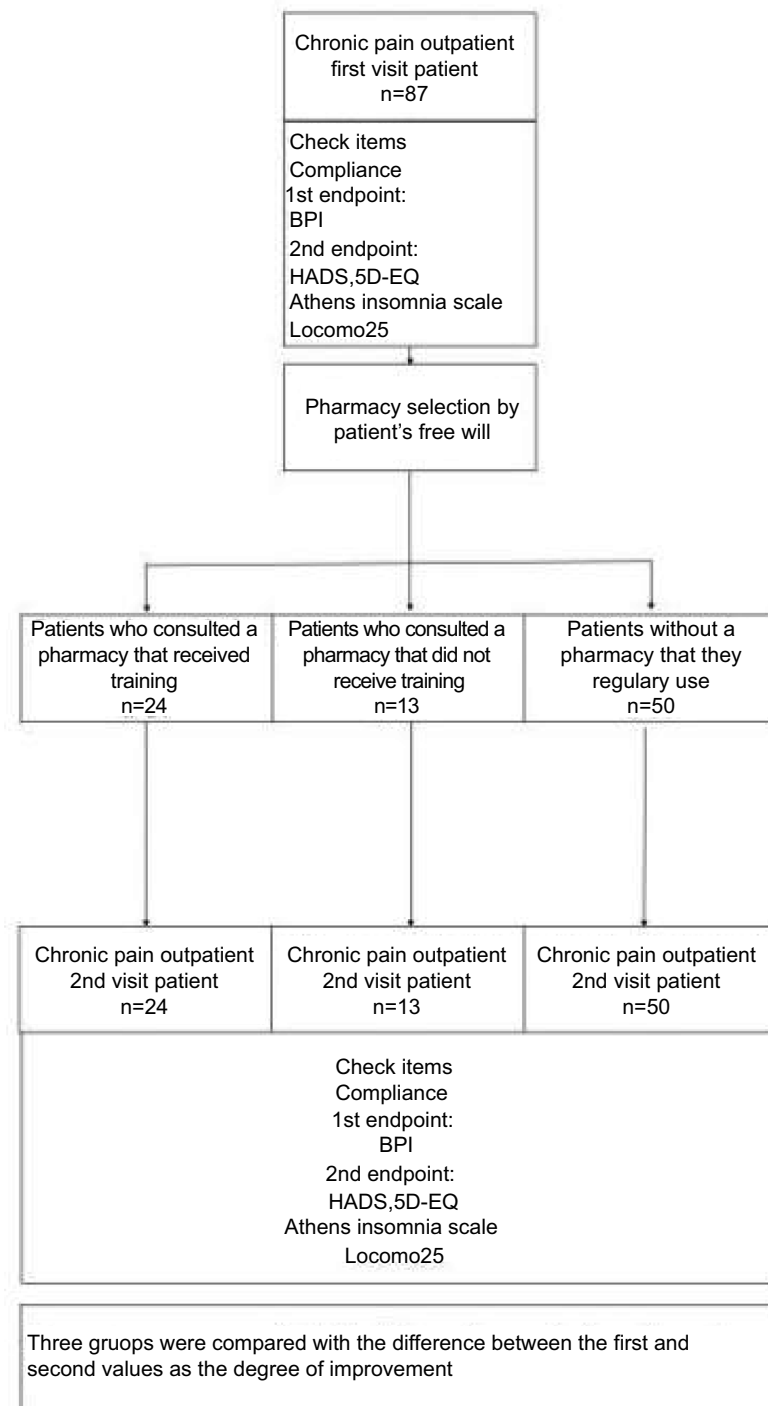 Chronic pain outpatient
first visit patient
n=87
Check items
Compliance
1st endpoint:
BPI
2nd endpoint:
HADS,5D-EQ
Athens insomnia scale
Locomo25
Pharmacy selection by
patient's free will
Patients who consulted a
pharmacy that received
training
n=24
Patients who consulted a
pharmacy that did not
receive training
n=13
Patients without a
pharmacy that they
regulary use
n=50
Chronic pain outpatient
2nd visit patient
n=24
Chronic pain outpatient
2nd visit patient
n=13
Chronic pain outpatient
2nd visit patient
n=50
Check items
Compliance
1st endpoint:
BPI
2nd endpoint:
HADS,5D-EQ
Athens insomnia scale
Locomo25
Three gruops were compared with the difference between the first and
second values as the degree of improvement